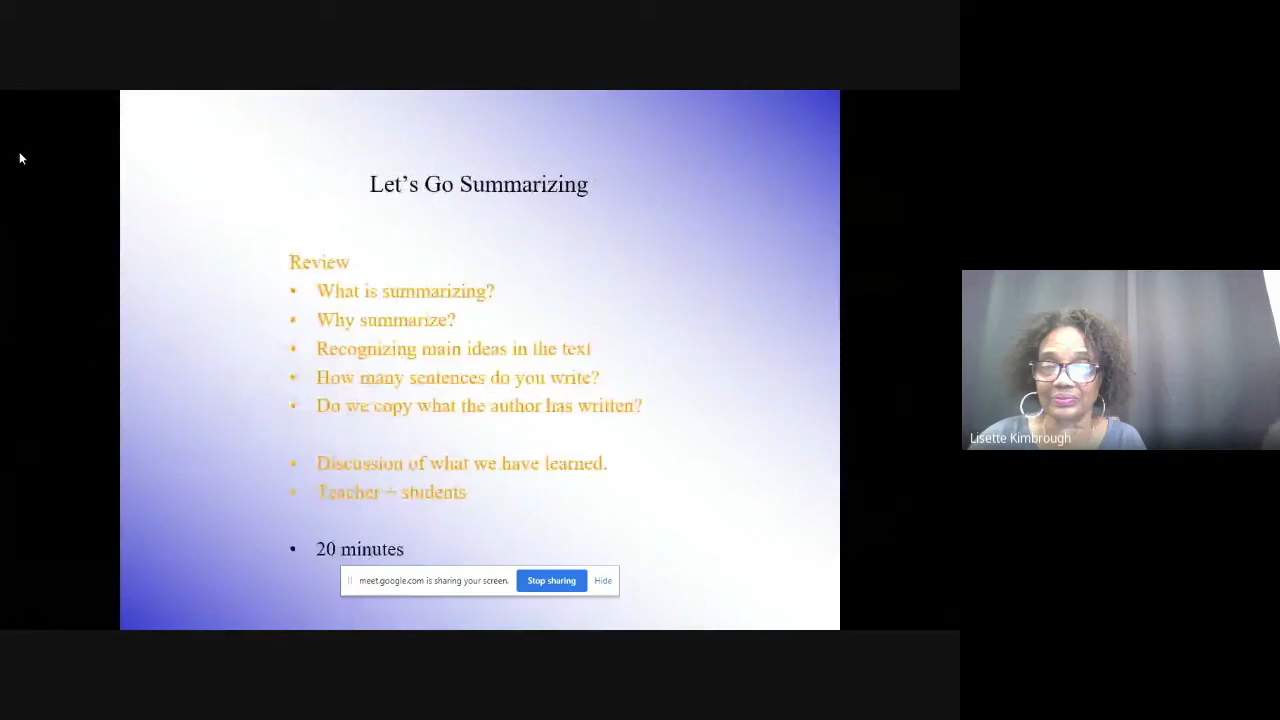 Let’s Go Summarizing
Review
• What is summarizing?
• Why summarize?
• Recognizing main ideas in the text
• How many sentences do you write?
• Do we copy what the author has written?
• Discussion of what we have learned.
• Teacher + students
• 20 minutes
meet.google.com is sharing your screen. Stop sharing Hide
Lisette Kimbrough